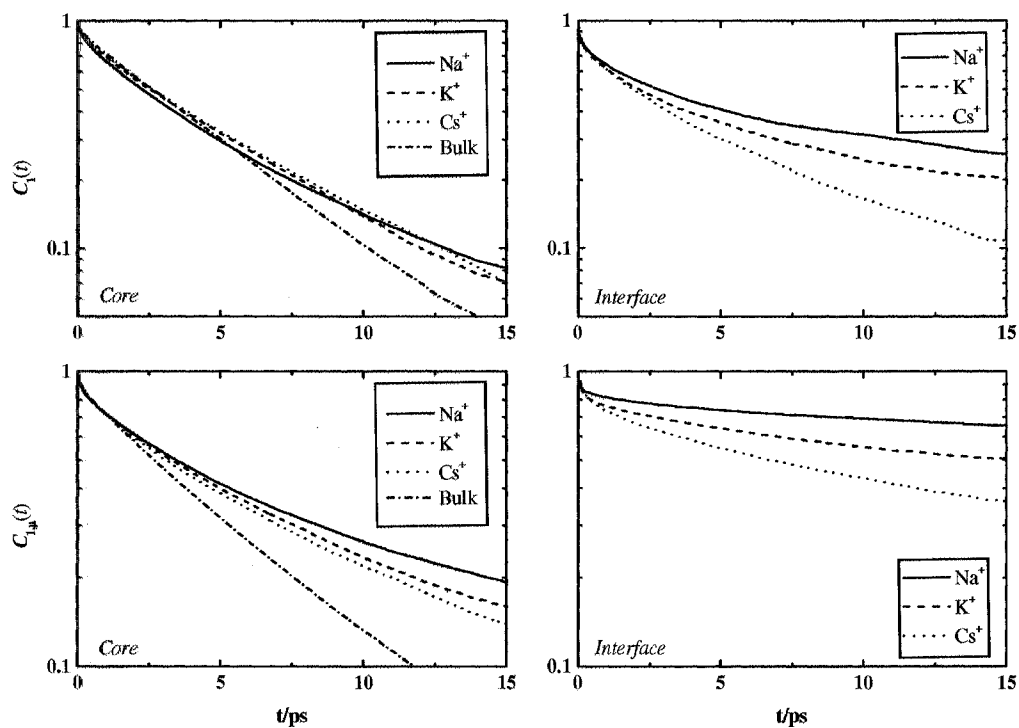 1
0.1
C₁(t)
Na⁺
K⁺
Cs⁺
Bulk
Core
0 5 10 15
1
0.1
Na⁺
K⁺
Cs⁺
Interface
0 5 10 15
1
0.1
C₁,μ(t)
Na⁺
K⁺
Cs⁺
Bulk
Core
0 5 10 15
t/ps
1
0.1
Na⁺
K⁺
Cs⁺
Interface
0 5 10 15
t/ps